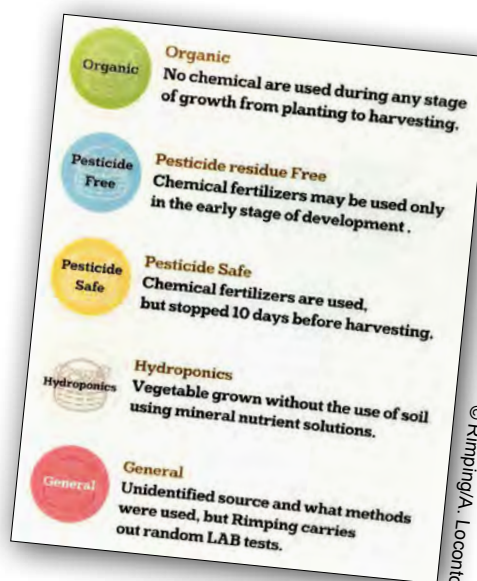 Organic
Organic
No chemical are used during any stage
of growth from planting to harvesting.
Pesticide
Free
Pesticide residue Free
Chemical fertilizers may be used only
in the early stage of development .
Pesticide
Safe
Pesticide Safe
Chemical fertilizers are used,
but stopped 10 days before harvesting.
Hydroponics
Hydroponics
Vegetable grown without the use of soil
using mineral nutrient solutions.
General
General
Unidentified source and what methods
were used, but Rimping carries
out random LAB tests.
© Rimping/A. Loconto